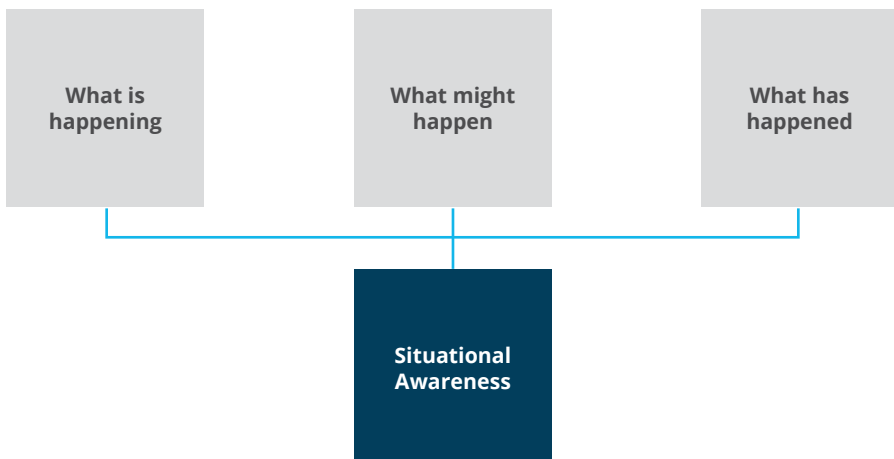 What is
happening
What might
happen
What has
happened
Situational
Awareness